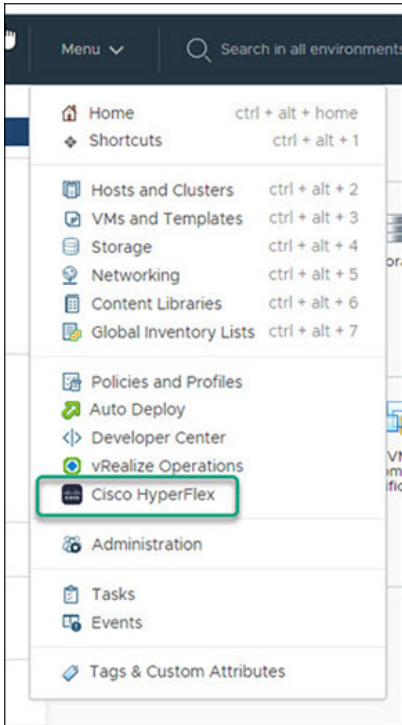 Menu
Search in all environments
Home ctrl + alt + home
Shortcuts ctrl + alt + 1
Hosts and Clusters ctrl + alt + 2
VMs and Templates ctrl + alt + 3
Storage ctrl + alt + 4
Networking ctrl + alt + 5
Content Libraries ctrl + alt + 6
Global Inventory Lists ctrl + alt + 7
Policies and Profiles
Auto Deploy
Developer Center
vRealize Operations
Cisco HyperFlex
Administration
Tasks
Events
Tags & Custom Attributes